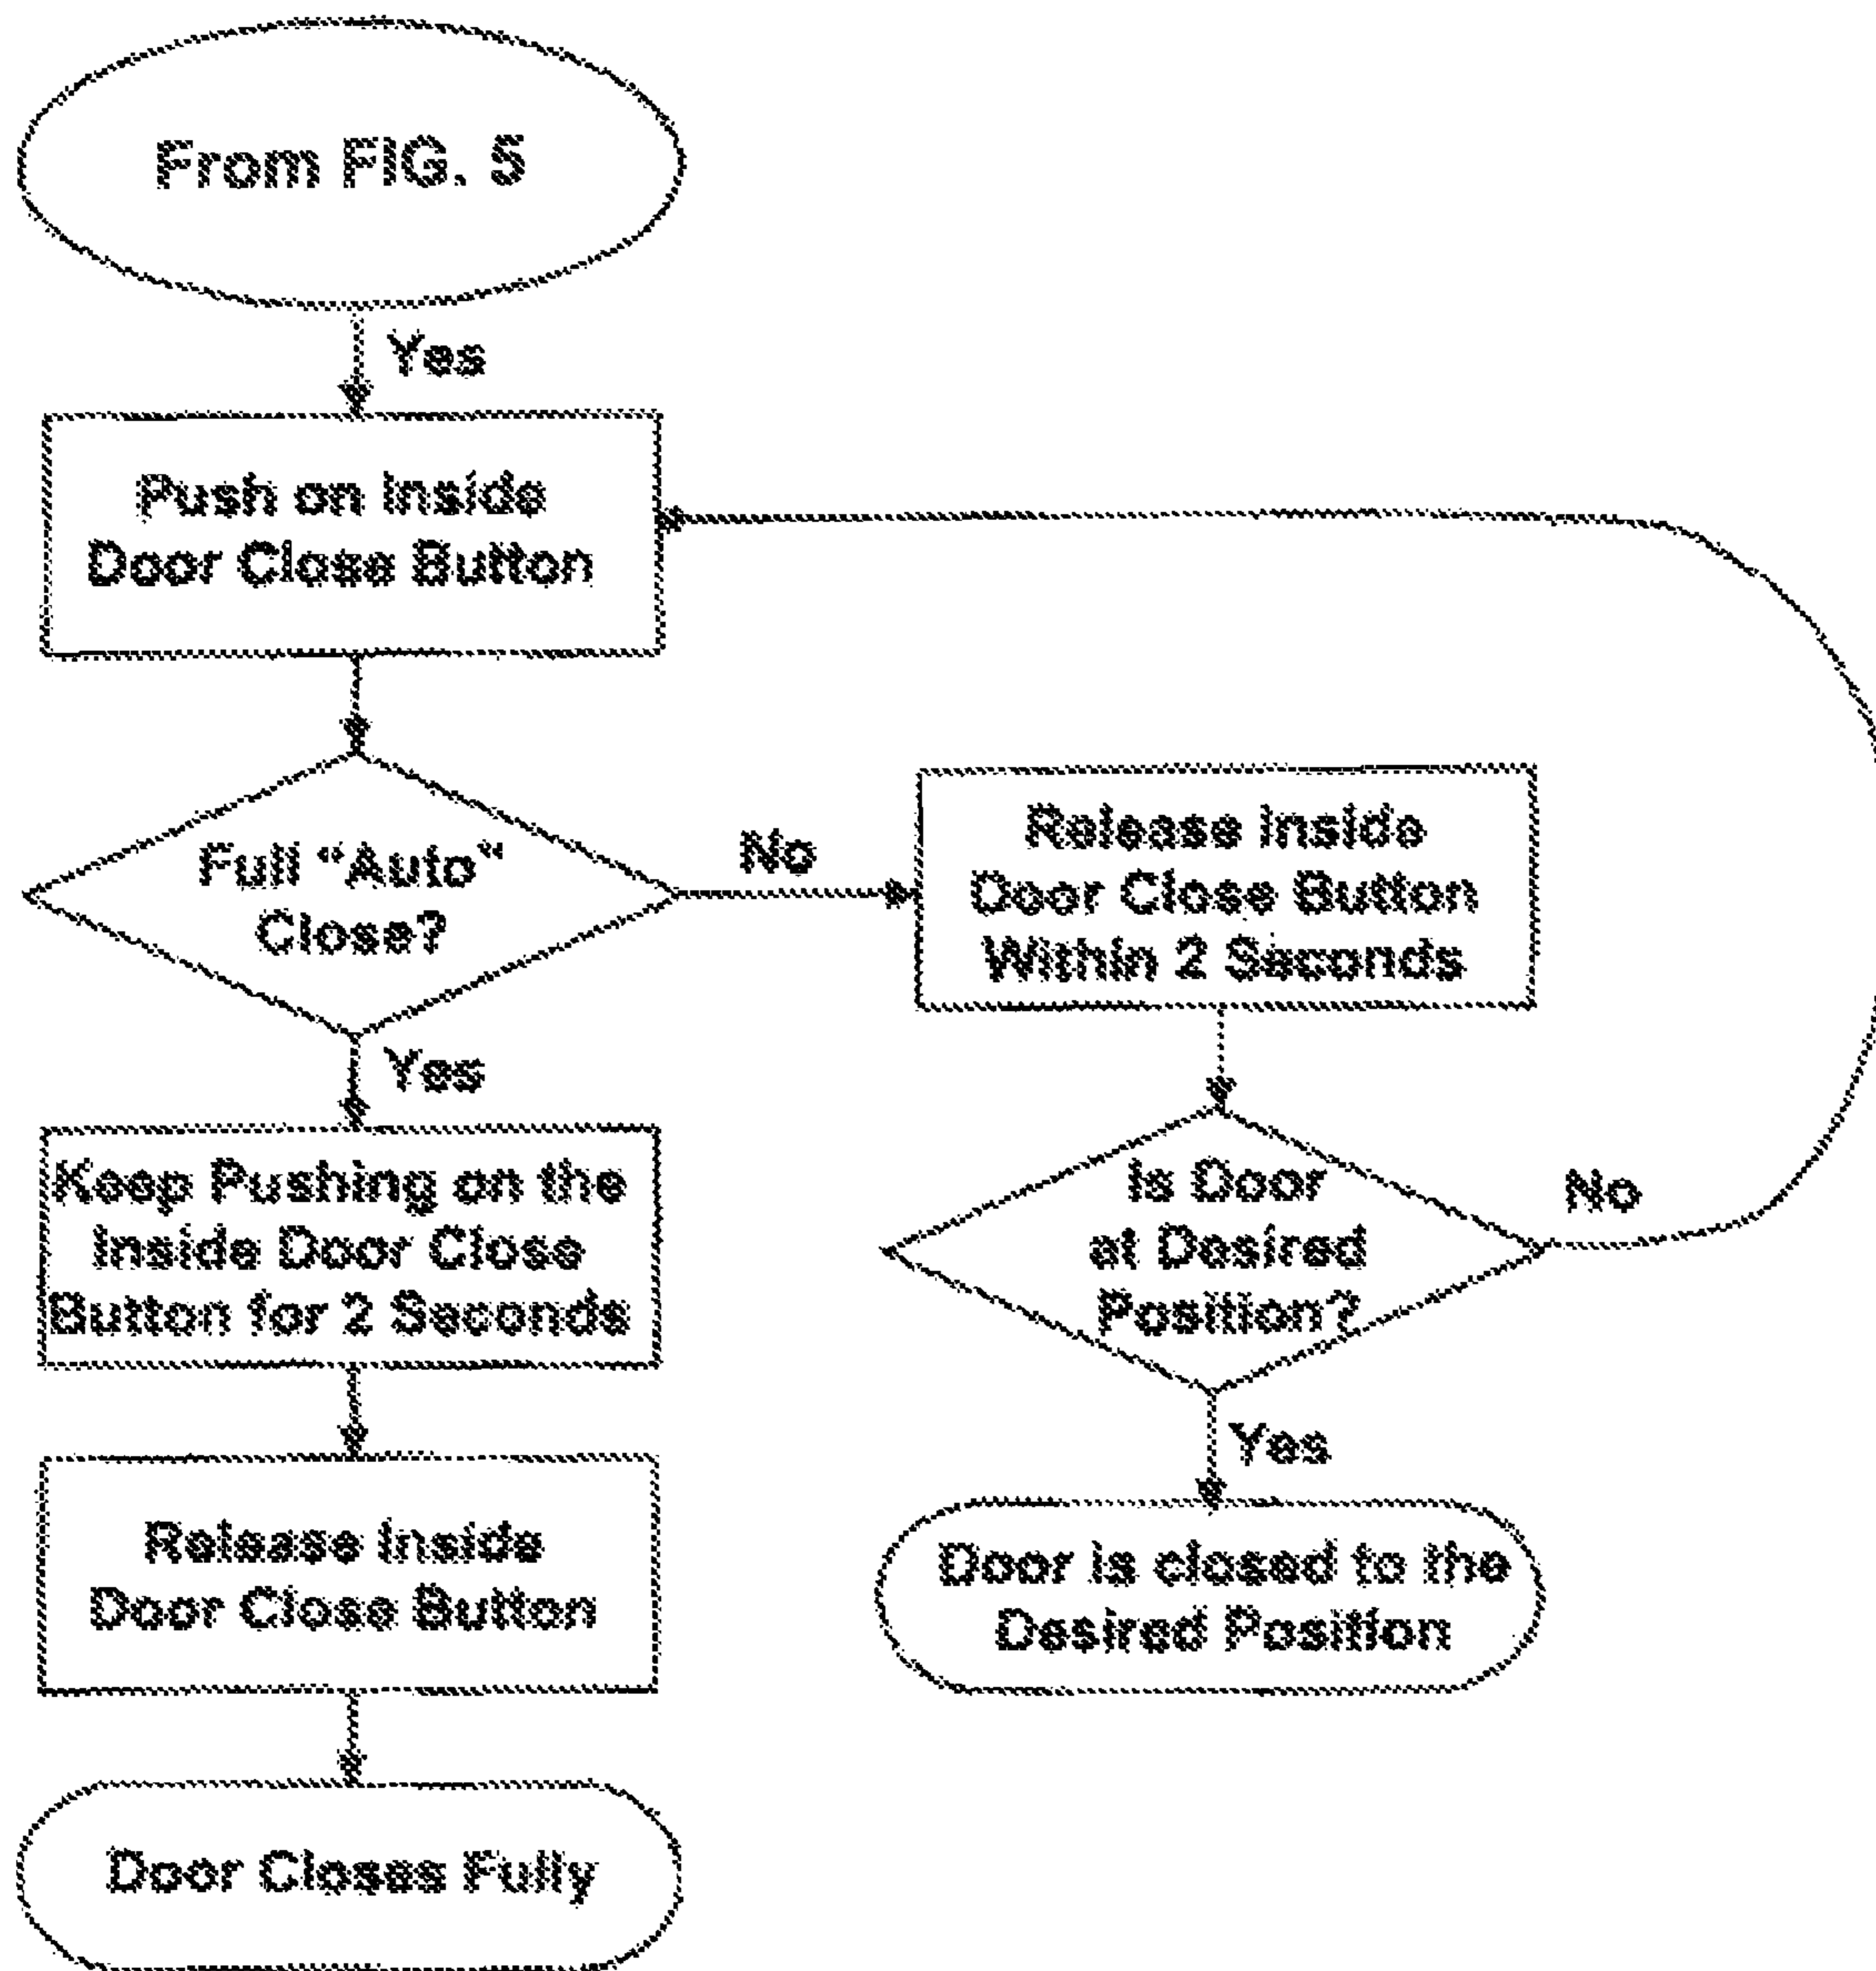 From FIG. 5
Yes
Push on Inside
Door Close Button
Full "Auto"
Close?
No
Release Inside
Door Close Button
Within 2 Seconds
Yes
Keep Pushing on the
Inside Door Close
Button for 2 Seconds
Is Door
at Desired
Position?
No
Yes
Release Inside
Door Close Button
Door is closed to the
Desired Position
Door Closes Fully